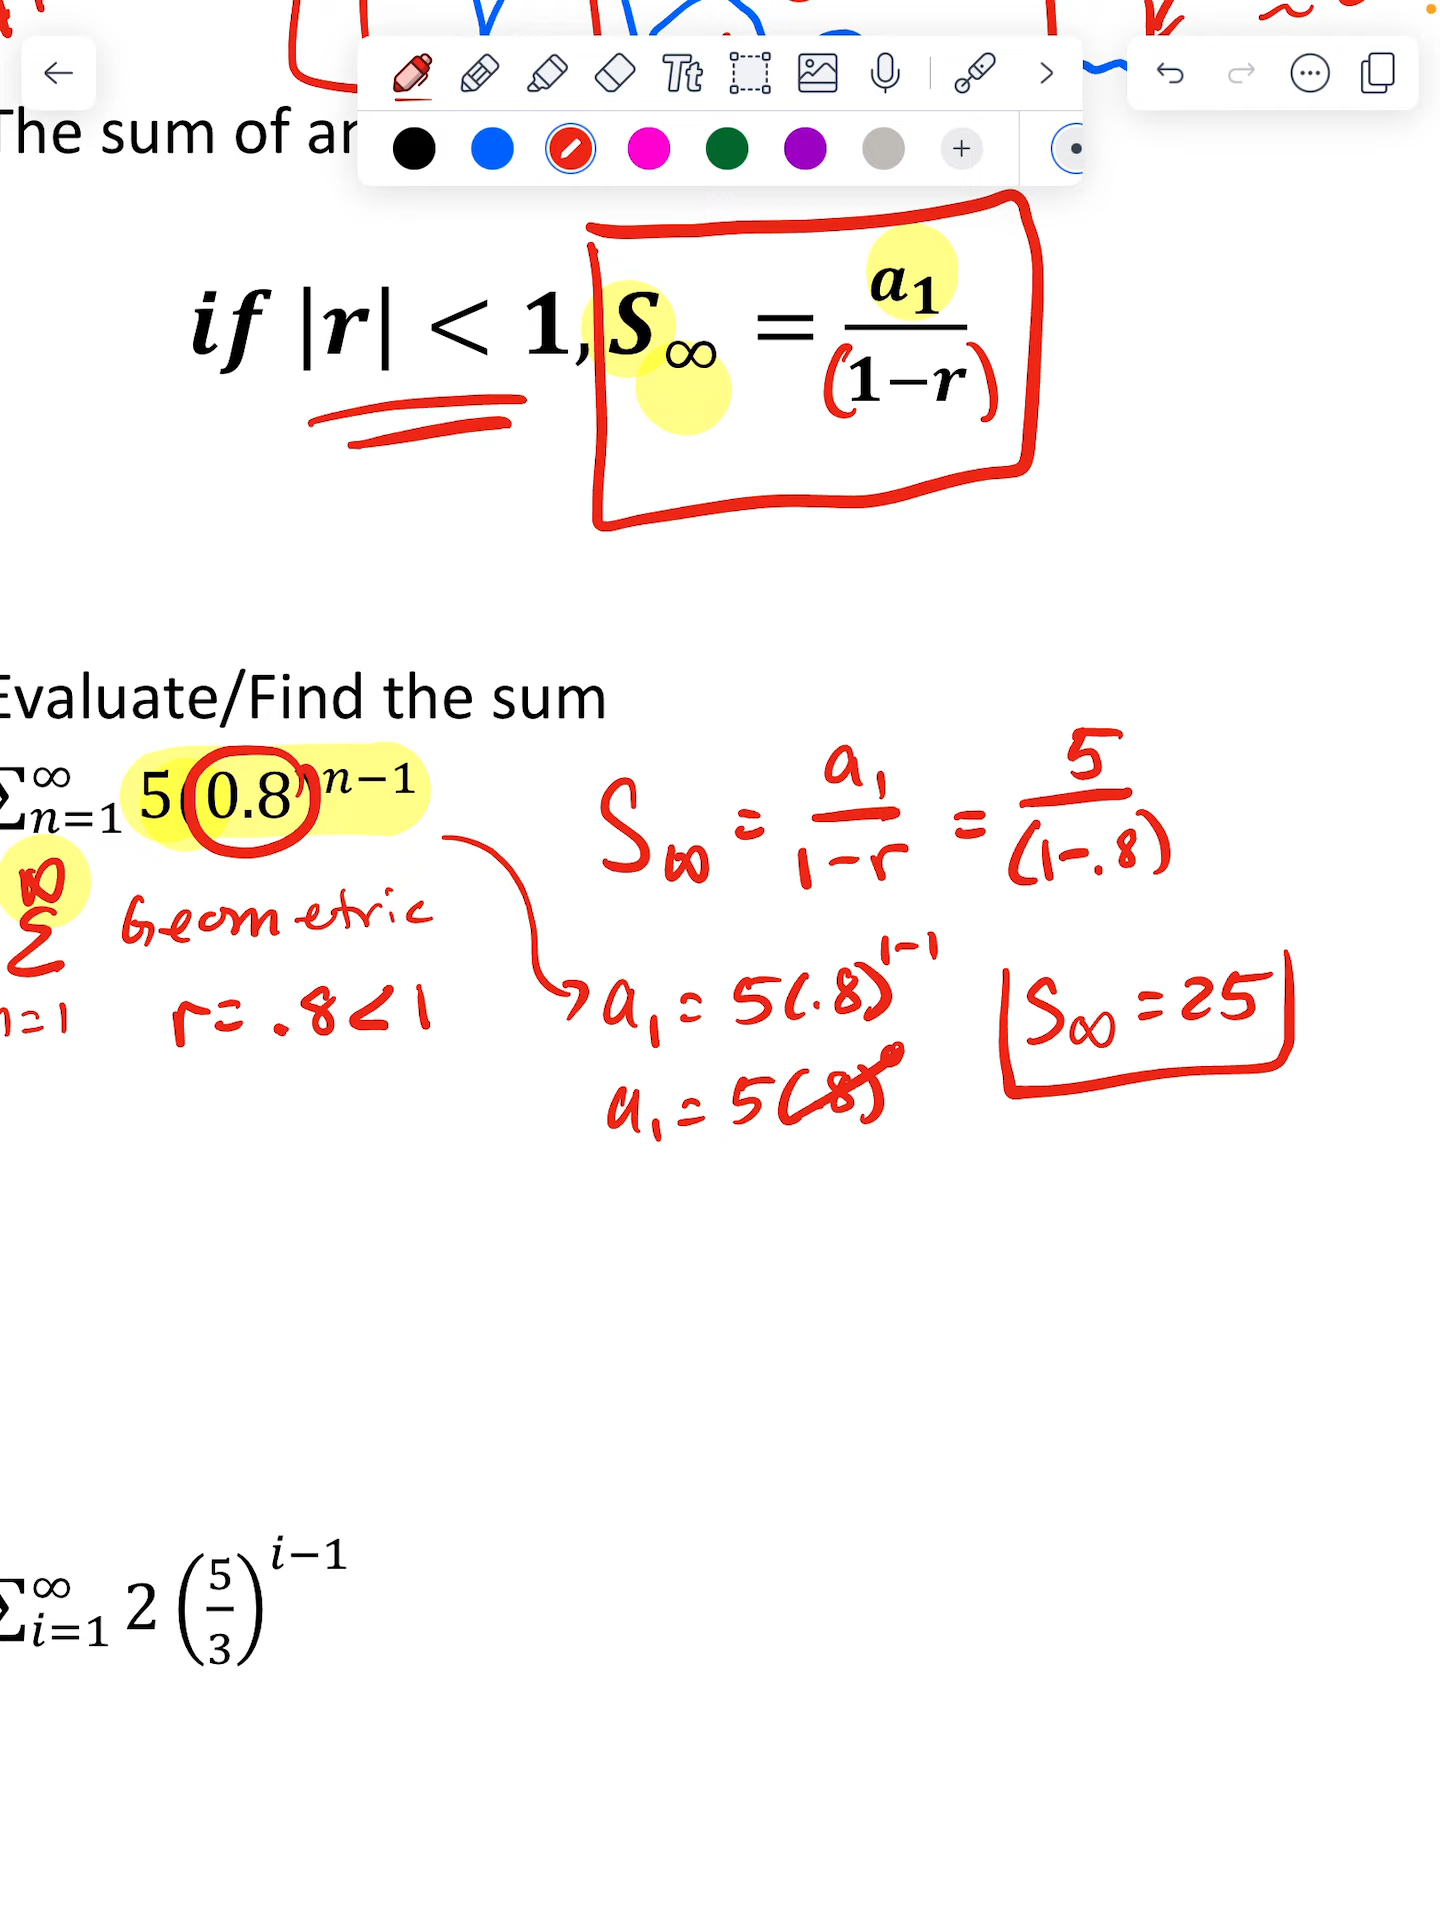 Tt
The sum of an
if |r| < 1, S∞ = a₁/(1−r)
Evaluate/Find the sum
∑_{n=1}^{∞} 5(0.8)^{n−1}
S∞ = a₁/1−r = 5/(1−.8)
∞
∑ Geometric
n=1 r = .8 < 1
a₁ = 5(.8)^{1−1}
S∞ = 25
a₁ = 5(.8)^0
∑_{i=1}^{∞} 2(5/3)^{i−1}